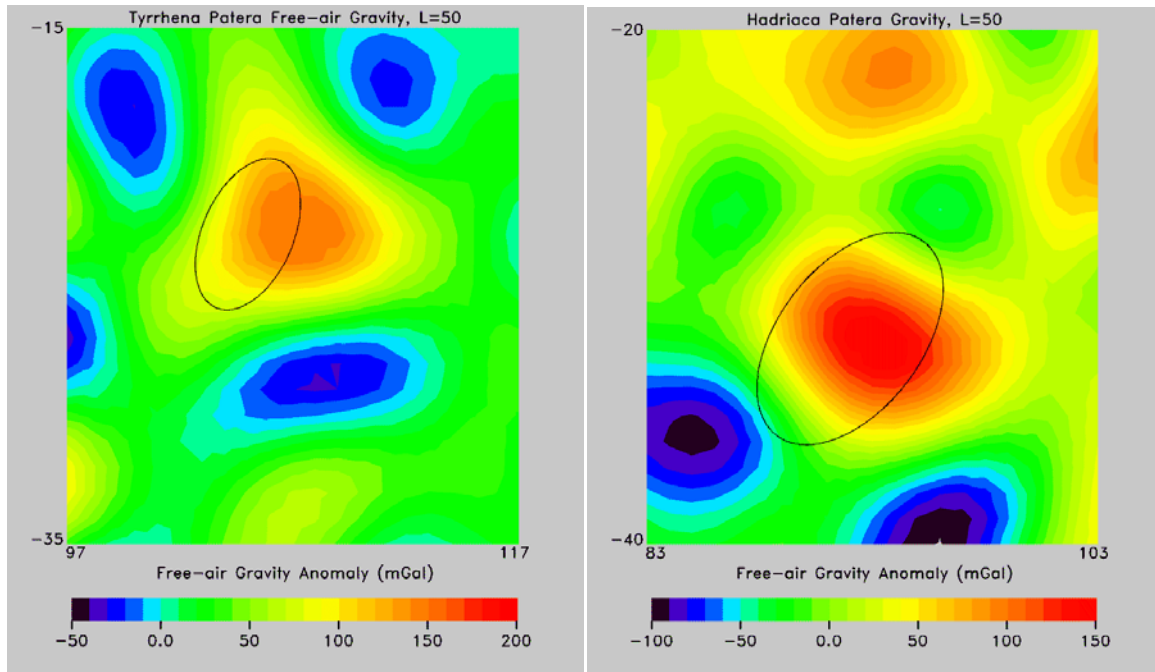 Tyrrhena Patera Free-air Gravity, L=50
-15
-35
97 117
Free-air Gravity Anomaly (mGal)
-50 0.0 50 100 150 200
Hadriaca Patera Gravity, L=50
-20
-40
83 103
Free-air Gravity Anomaly (mGal)
-100 -50 0.0 50 100 150